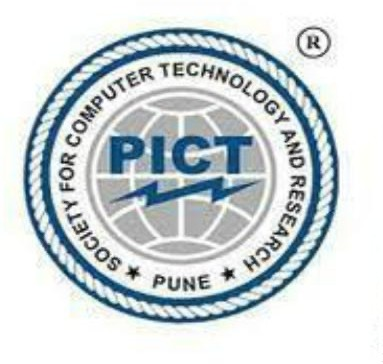 ®
SOCIETY FOR COMPUTER TECHNOLOGY AND RESEARCH
PICT
★ PUNE ★